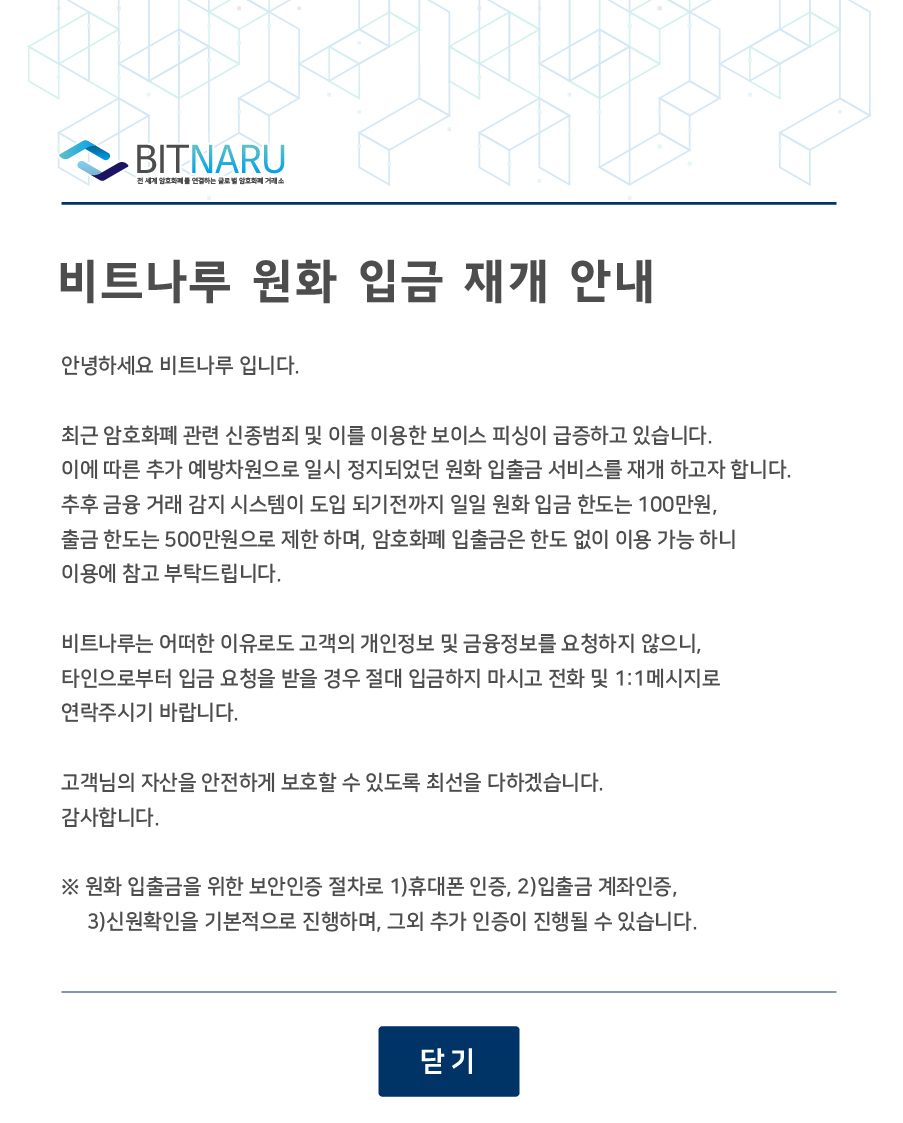 BITNARU
전 세계 암호화폐를 연결하는 글로벌 암호화폐 거래소
비트나루 원화 입금 재개 안내
안녕하세요 비트나루 입니다.
최근 암호화폐 관련 신종범죄 및 이를 이용한 보이스 피싱이 급증하고 있습니다.
이에 따른 추가 예방차원으로 일시 정지되었던 원화 입출금 서비스를 재개 하고자 합니다.
추후 금융 거래 감지 시스템이 도입 되기전까지 일일 원화 입금 한도는 100만원,
출금 한도는 500만원으로 제한 하며, 암호화폐 입출금은 한도 없이 이용 가능 하니
이용에 참고 부탁드립니다.
비트나루는 어떠한 이유로도 고객의 개인정보 및 금융정보를 요청하지 않으니,
타인으로부터 입금 요청을 받을 경우 절대 입금하지 마시고 전화 및 1:1메시지로
연락주시기 바랍니다.
고객님의 자산을 안전하게 보호할 수 있도록 최선을 다하겠습니다.
감사합니다.
※ 원화 입출금을 위한 보안인증 절차로 1)휴대폰 인증, 2)입출금 계좌인증,
3)신원확인을 기본적으로 진행하며, 그외 추가 인증이 진행될 수 있습니다.
닫기